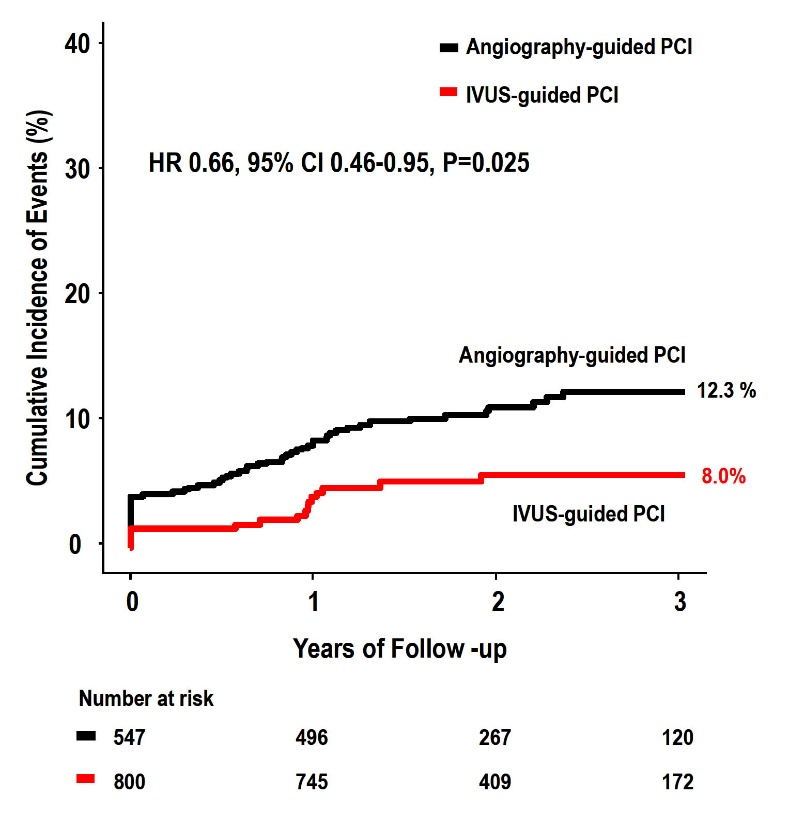 40
Angiography-guided PCI
IVUS-guided PCI
30
HR 0.66, 95% CI 0.46-0.95, P=0.025
Cumulative Incidence of Events (%)
20
Angiography-guided PCI
12.3 %
10
8.0%
IVUS-guided PCI
0
0 1 2 3
Years of Follow -up
Number at risk
547 496 267 120
800 745 409 172